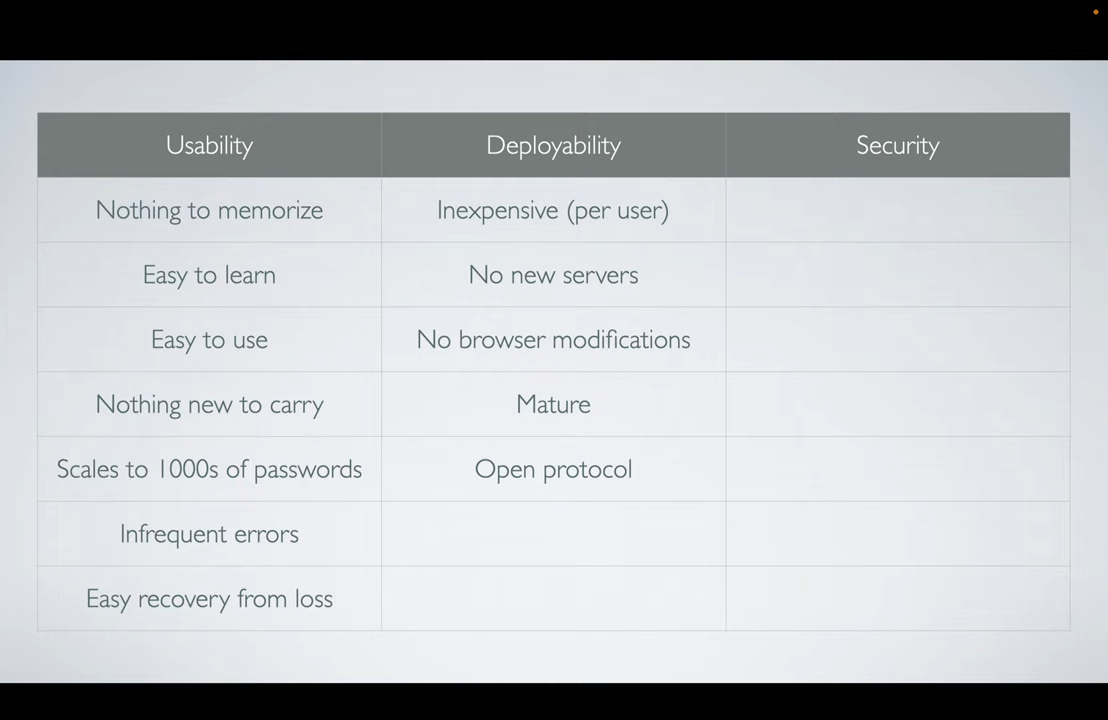 Usability Deployability Security
Nothing to memorize Inexpensive (per user)
Easy to learn No new servers
Easy to use No browser modifications
Nothing new to carry Mature
Scales to 1000s of passwords Open protocol
Infrequent errors
Easy recovery from loss